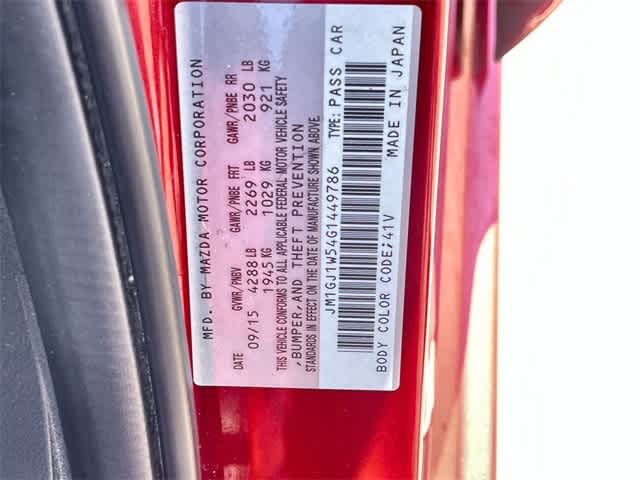 MFD. BY MAZDA MOTOR CORPORATION
DATE GVWR/PNBV GAWR/PNBE FRT GAWR/PNBE RR
09/15 4288 LB 2269 LB 2030 LB
1945 KG 1029 KG 921 KG
THIS VEHICLE CONFORMS TO ALL APPLICABLE FEDERAL MOTOR VEHICLE SAFETY
,BUMPER,AND THEFT PREVENTION
STANDARDS IN EFFECT ON THE DATE OF MANUFACTURE SHOWN ABOVE.
JM1GJ1W54G1449786 TYPE: PASS CAR
BODY COLOR CODE;41V MADE IN JAPAN